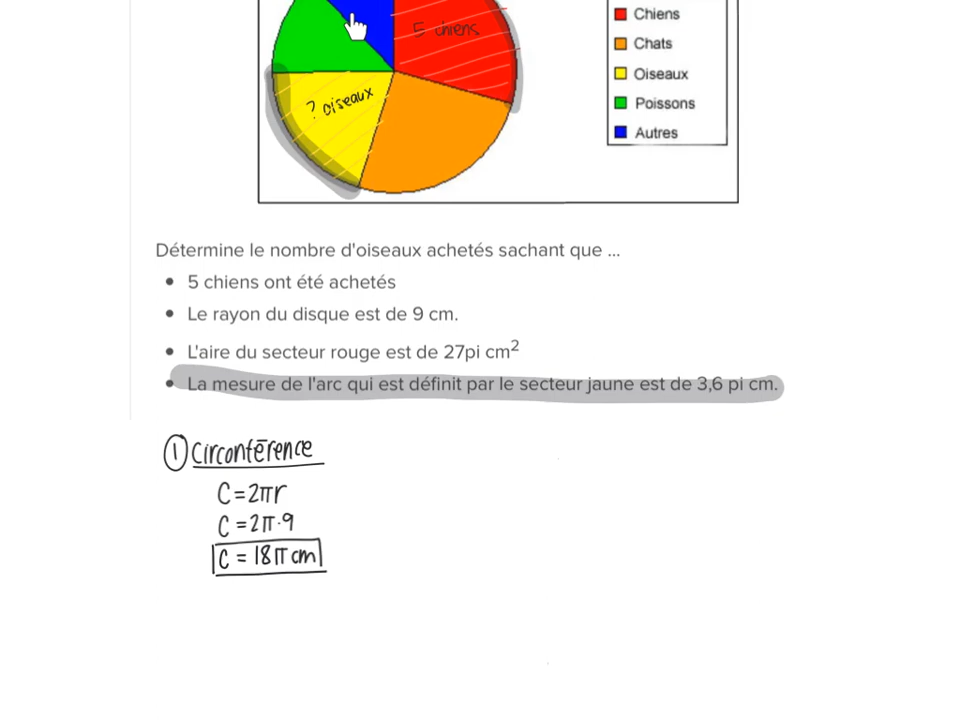 5 chiens
? oiseaux
Chiens
Chats
Oiseaux
Poissons
Autres
Détermine le nombre d'oiseaux achetés sachant que ...
• 5 chiens ont été achetés
• Le rayon du disque est de 9 cm.
• L'aire du secteur rouge est de 27pi cm²
• La mesure de l'arc qui est définit par le secteur jaune est de 3,6 pi cm.
① Circonférence
C=2πr
C=2π·9
C = 18π cm